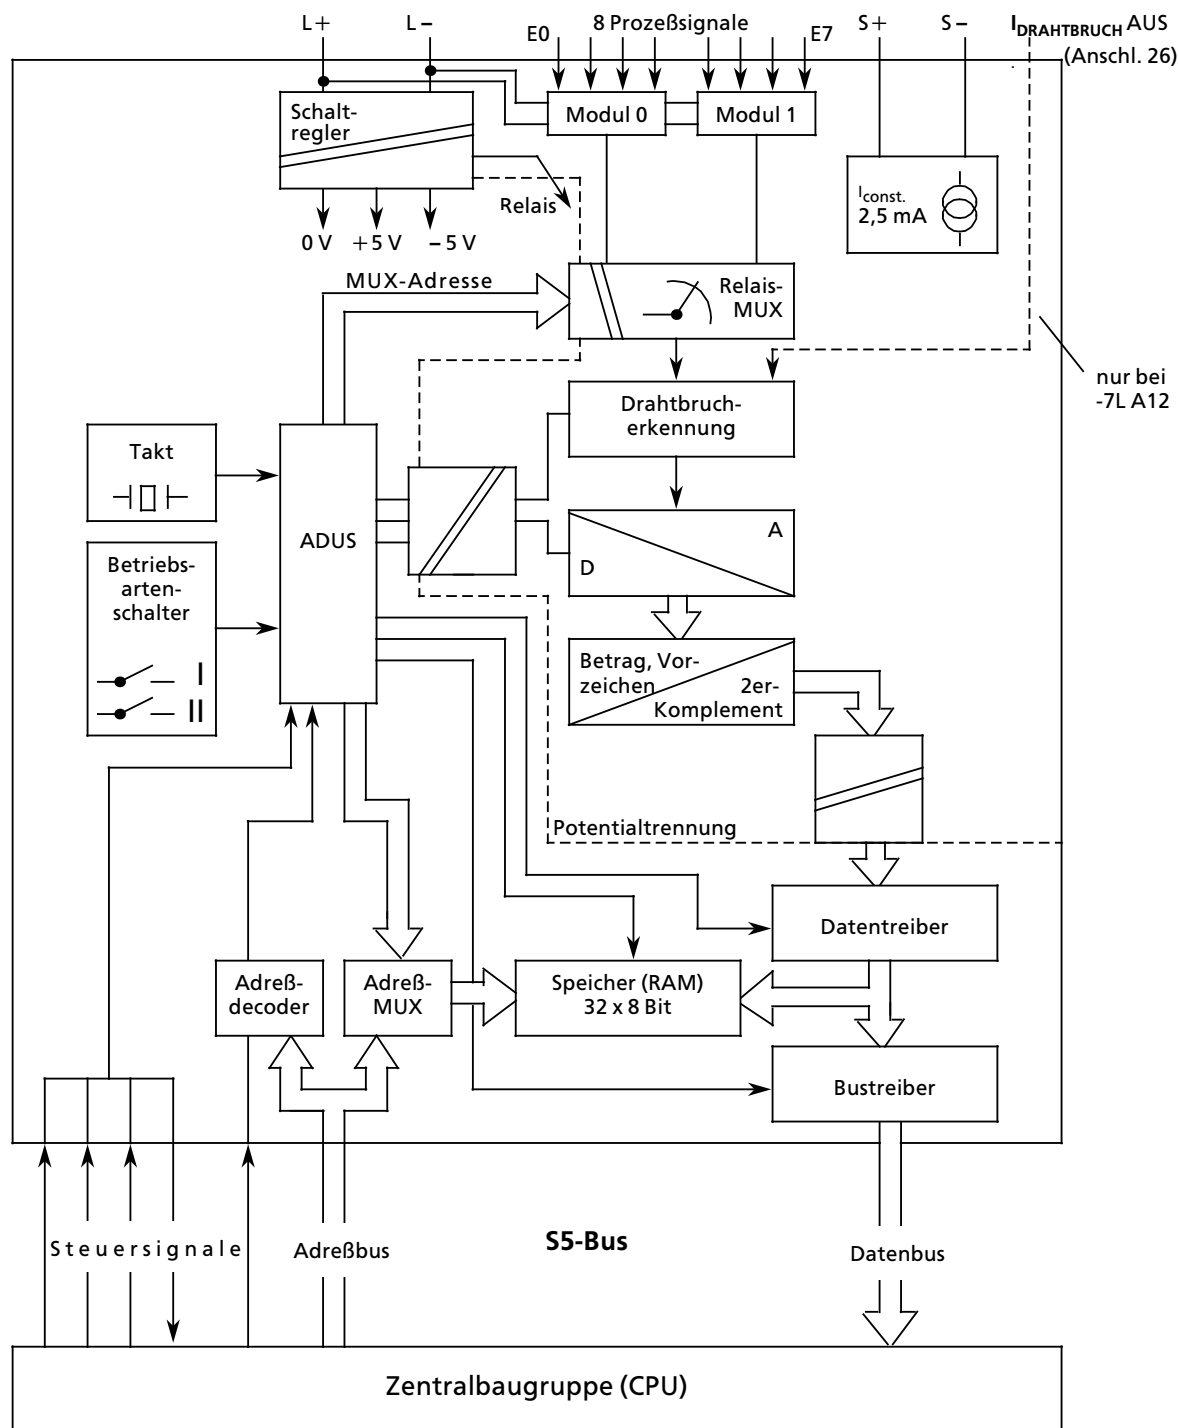 L+
L–
8 Prozeßsignale
E0
E7
S+
S–
IDRAHTBRUCH AUS
(Anschl. 26)
Schalt-
regler
Modul 0
Modul 1
Iconst.
2,5 mA
Relais
0 V
+5 V
–5 V
MUX-Adresse
Relais-
MUX
nur bei
-7L A12
Drahtbruch-
erkennung
Takt
ADUS
A
D
Betriebs-
arten-
schalter
I
II
Betrag, Vor-
zeichen
2er-
Komplement
Potentialtrennung
Datentreiber
Adreß-
decoder
Adreß-
MUX
Speicher (RAM)
32 x 8 Bit
Bustreiber
Steuersignale
Adreßbus
S5-Bus
Datenbus
Zentralbaugruppe (CPU)